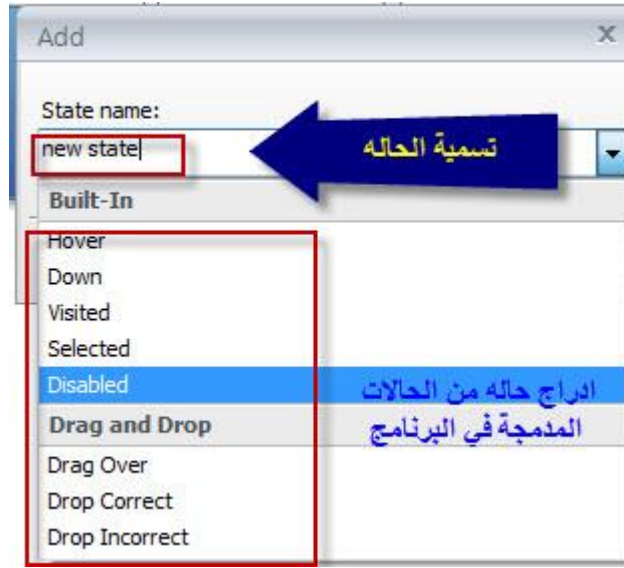 Add
State name:
new state
تسمية الحاله
Built-In
Hover
Down
Visited
Selected
Disabled
ادراج حاله من الحالات
Drag and Drop
المدمجة في البرنامج
Drag Over
Drop Correct
Drop Incorrect